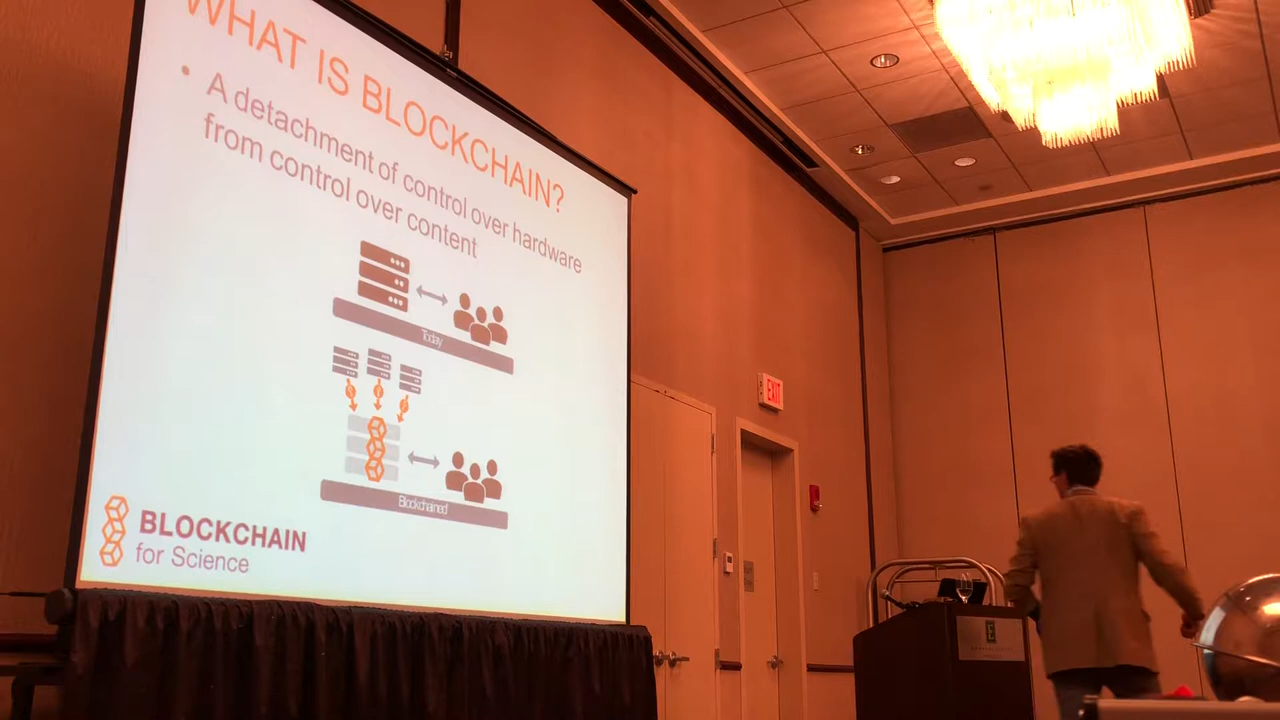 WHAT IS BLOCKCHAIN?
• A detachment of control over hardware
from control over content
Today
Blockchained
BLOCKCHAIN
for Science
EXIT
E